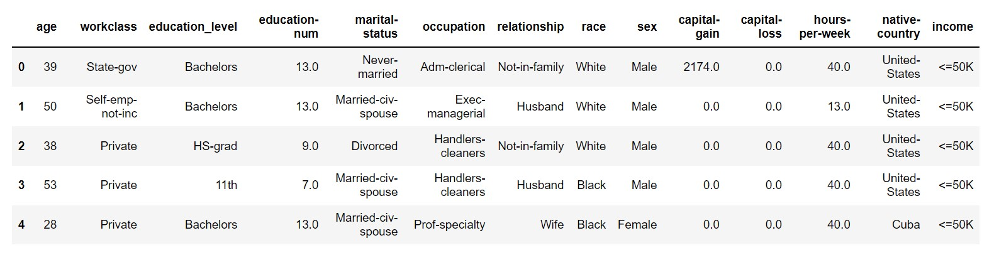 age workclass education_level education-num marital-status occupation relationship race sex capital-gain capital-loss hours-per-week native-country income
0 39 State-gov Bachelors 13.0 Never-married Adm-clerical Not-in-family White Male 2174.0 0.0 40.0 United-States <=50K
1 50 Self-emp-not-inc Bachelors 13.0 Married-civ-spouse Exec-managerial Husband White Male 0.0 0.0 13.0 United-States <=50K
2 38 Private HS-grad 9.0 Divorced Handlers-cleaners Not-in-family White Male 0.0 0.0 40.0 United-States <=50K
3 53 Private 11th 7.0 Married-civ-spouse Handlers-cleaners Husband Black Male 0.0 0.0 40.0 United-States <=50K
4 28 Private Bachelors 13.0 Married-civ-spouse Prof-specialty Wife Black Female 0.0 0.0 40.0 Cuba <=50K